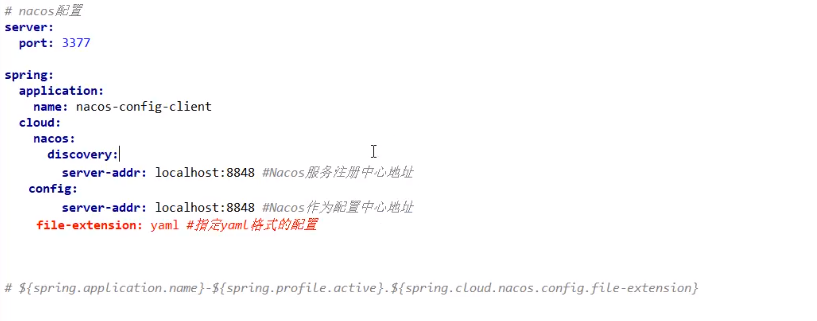 # nacos配置
server:
  port: 3377
spring:
  application:
    name: nacos-config-client
  cloud:
    nacos:
      discovery:
        server-addr: localhost:8848 #Nacos服务注册中心地址
   config:
        server-addr: localhost:8848 #Nacos作为配置中心地址
    file-extension: yaml #指定yaml格式的配置
# ${spring.application.name}-${spring.profile.active}.${spring.cloud.nacos.config.file-extension}